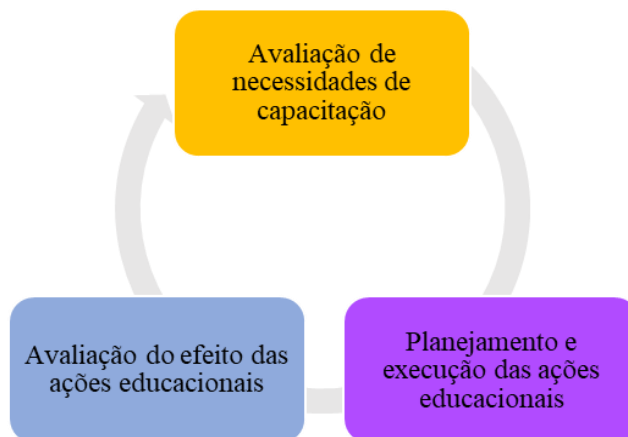 Avaliação de
necessidades de
capacitação
Avaliação do efeito das
ações educacionais
Planejamento e
execução das ações
educacionais